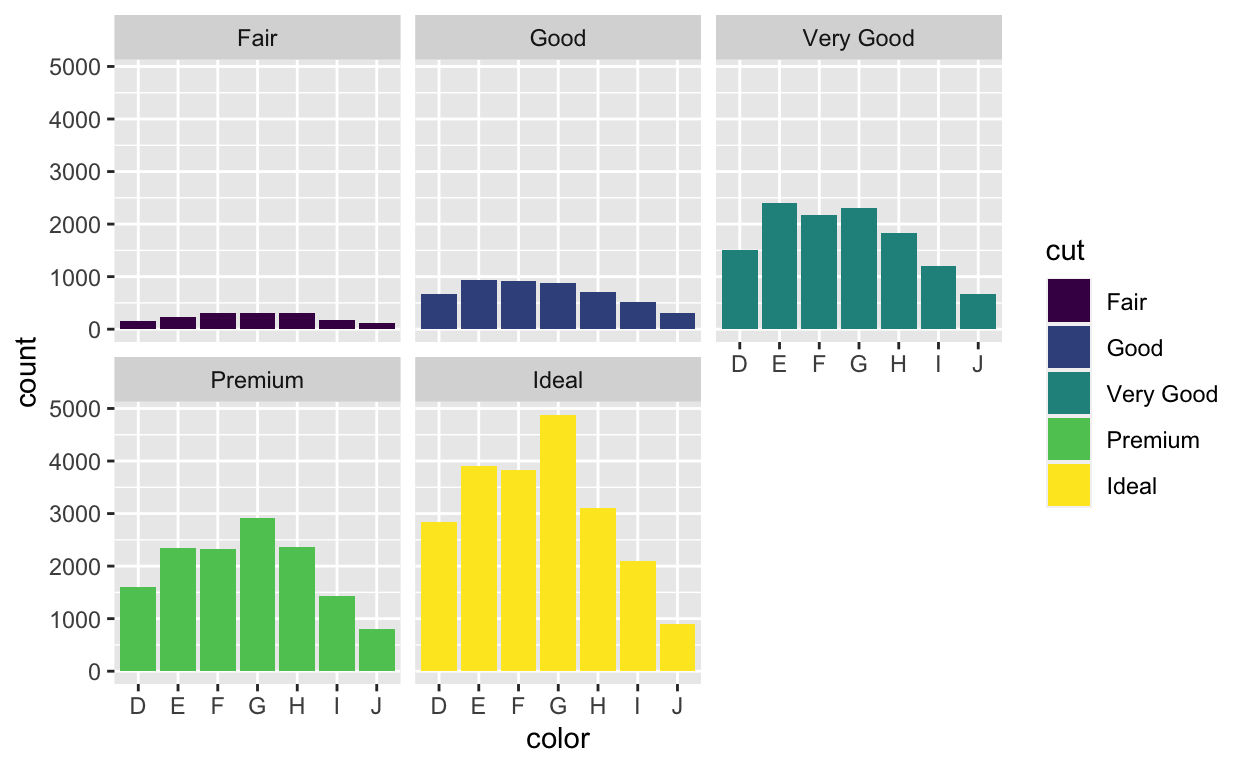 Fair
Good
Very Good
5000
4000
3000
2000
1000
0
D E F G H I J
count
Premium
Ideal
5000
4000
3000
2000
1000
0
D E F G H I J
D E F G H I J
color
cut
Fair
Good
Very Good
Premium
Ideal